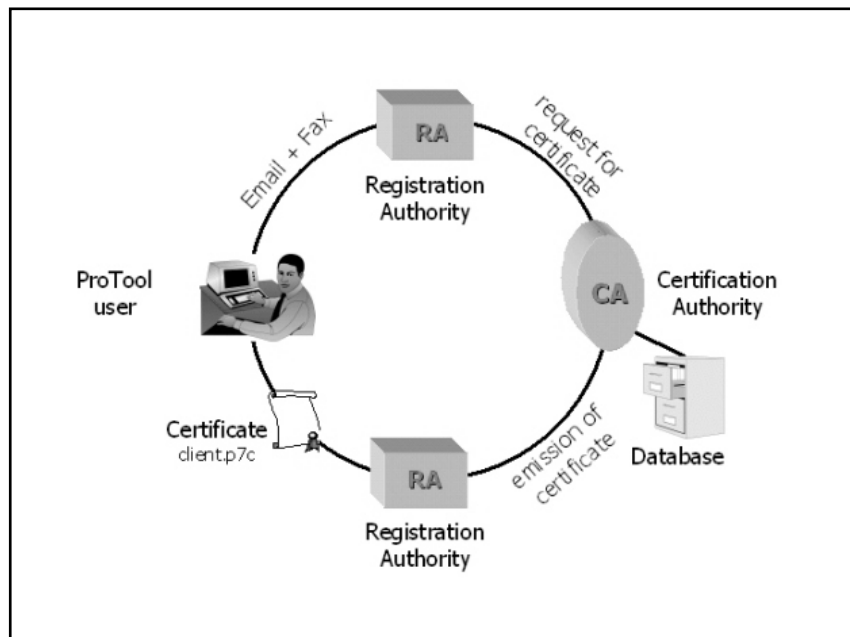 Email + Fax
RA
Registration
Authority
request for
certificate
ProTool
user
CA
Certification
Authority
Certificate
client.p7c
RA
Registration
Authority
emission of
certificate
Database